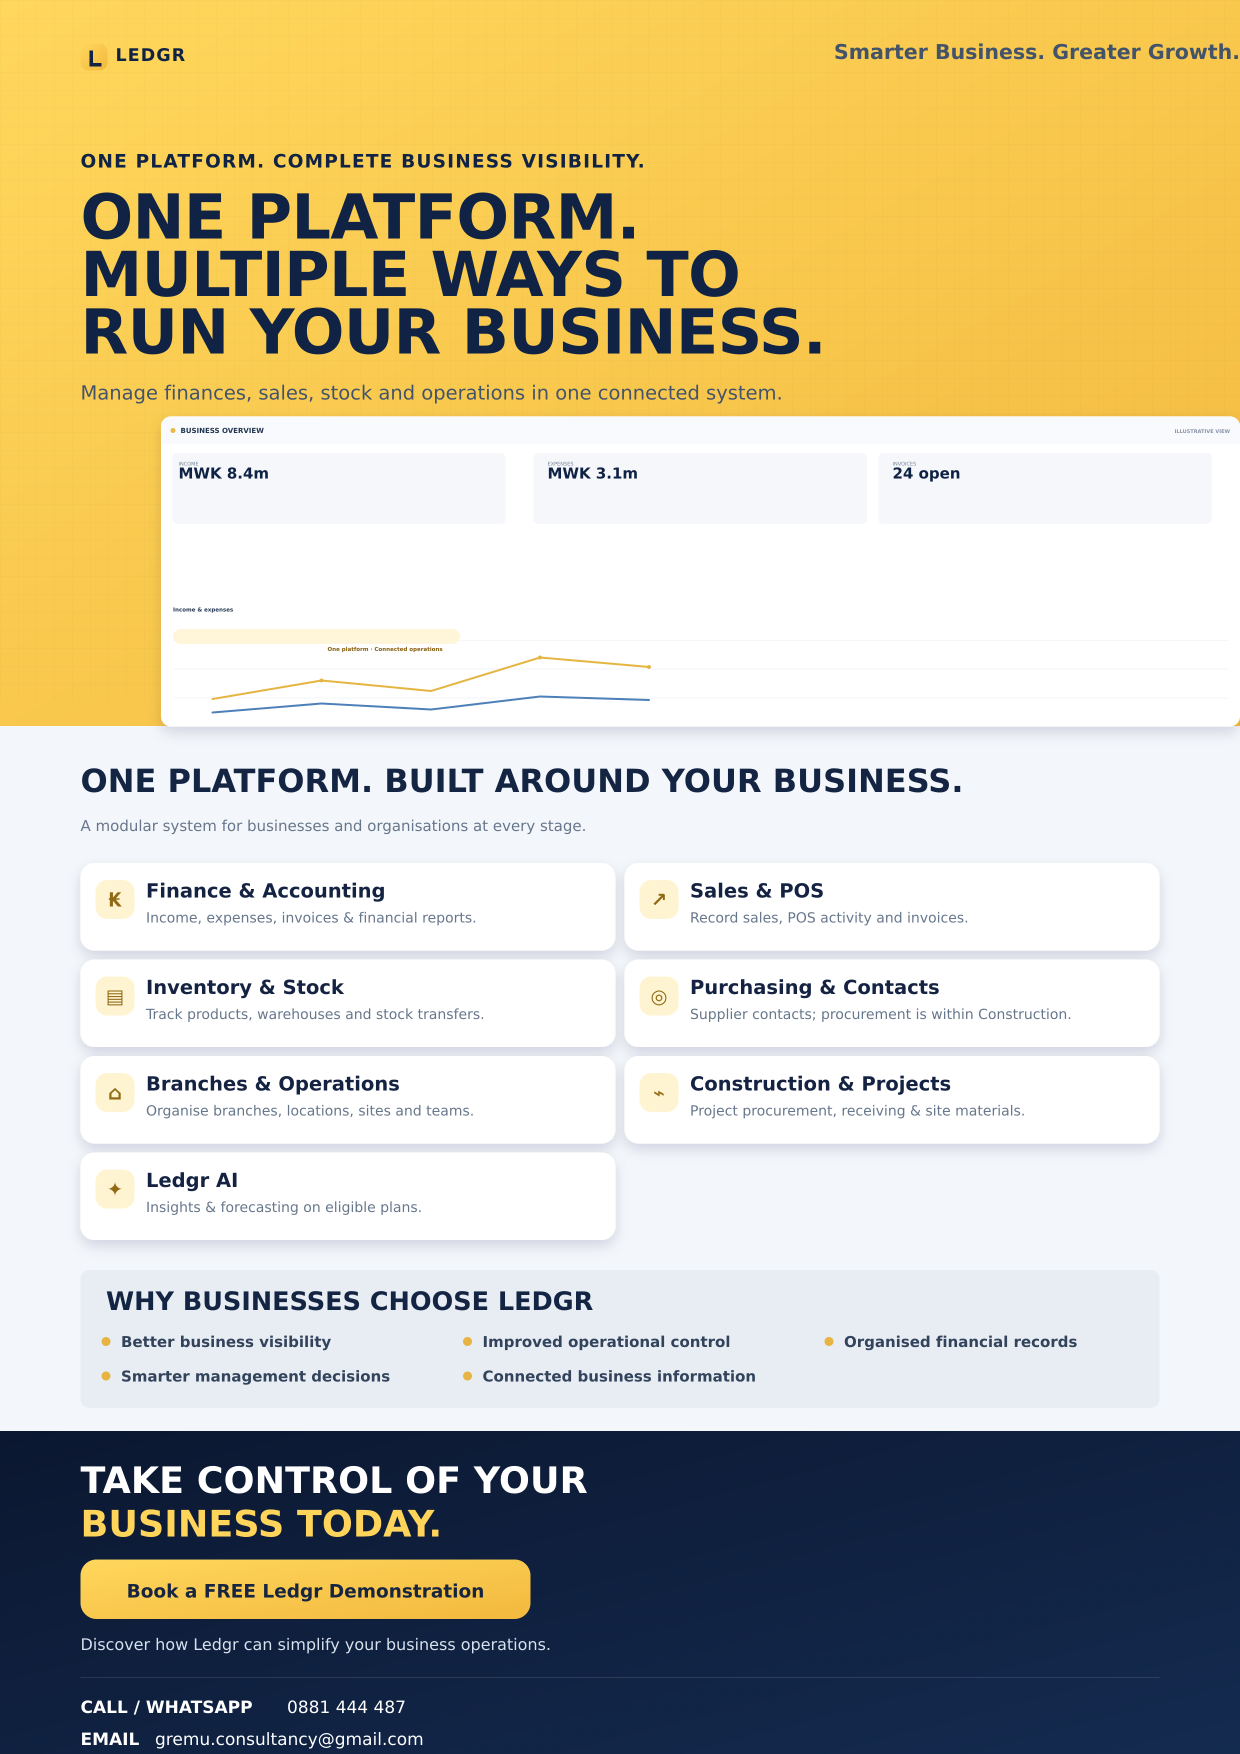 L LEDGR
Smarter Business. Greater Growth.
ONE PLATFORM. COMPLETE BUSINESS VISIBILITY.
ONE PLATFORM.
MULTIPLE WAYS TO
RUN YOUR BUSINESS.
Manage finances, sales, stock and operations in one connected system.
BUSINESS OVERVIEW
ILLUSTRATIVE VIEW
INCOME
MWK 8.4m
EXPENSES
MWK 3.1m
INVOICES
24 open
Income & expenses
One platform · Connected operations
ONE PLATFORM. BUILT AROUND YOUR BUSINESS.
A modular system for businesses and organisations at every stage.
₭
Finance & Accounting
Income, expenses, invoices & financial reports.
↗
Sales & POS
Record sales, POS activity and invoices.
▤
Inventory & Stock
Track products, warehouses and stock transfers.
◎
Purchasing & Contacts
Supplier contacts; procurement is within Construction.
⌂
Branches & Operations
Organise branches, locations, sites and teams.
⌁
Construction & Projects
Project procurement, receiving & site materials.
✦
Ledgr AI
Insights & forecasting on eligible plans.
WHY BUSINESSES CHOOSE LEDGR
Better business visibility
Improved operational control
Organised financial records
Smarter management decisions
Connected business information
TAKE CONTROL OF YOUR
BUSINESS TODAY.
Book a FREE Ledgr Demonstration
Discover how Ledgr can simplify your business operations.
CALL / WHATSAPP 0881 444 487
EMAIL gremu.consultancy@gmail.com